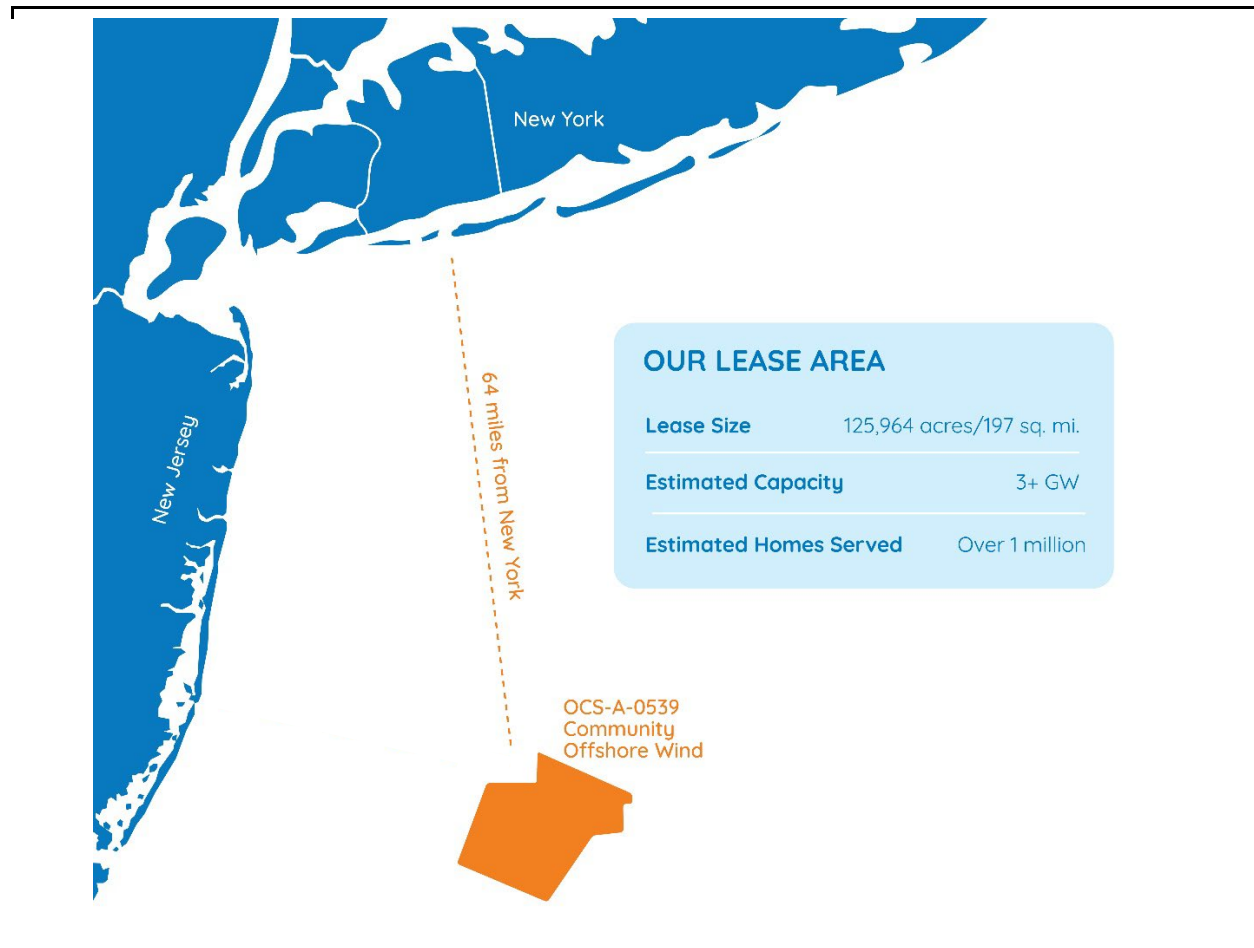 New York
New Jersey
64 miles from New York
OUR LEASE AREA
Lease Size 125,964 acres/197 sq. mi.
Estimated Capacity 3+ GW
Estimated Homes Served Over 1 million
OCS-A-0539
Community
Offshore Wind